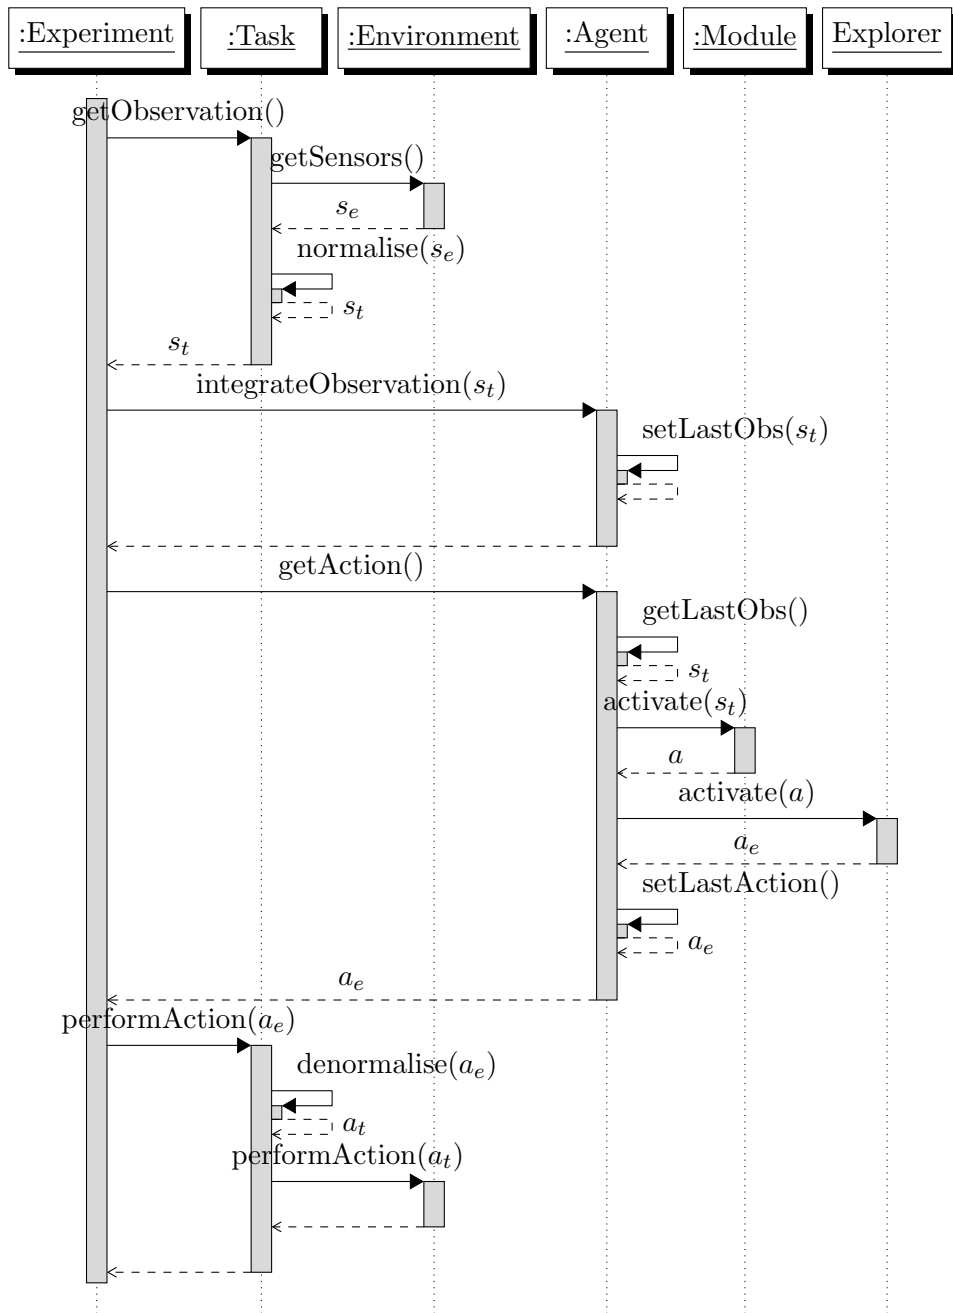 :Experiment :Task :Environment :Agent :Module Explorer
getObservation()
getSensors()
s_e
normalise(s_e)
s_t
s_t
integrateObservation(s_t)
setLastObs(s_t)
getAction()
getLastObs()
s_t
activate(s_t)
a
activate(a)
a_e
setLastAction()
a_e
a_e
performAction(a_e)
denormalise(a_e)
a_t
performAction(a_t)